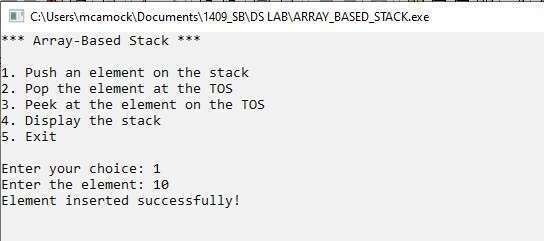 C:\Users\mcamock\Documents\1409_SB\DS LAB\ARRAY_BASED_STACK.exe
*** Array-Based Stack ***
1. Push an element on the stack
2. Pop the element at the TOS
3. Peek at the element on the TOS
4. Display the stack
5. Exit
Enter your choice: 1
Enter the element: 10
Element inserted successfully!